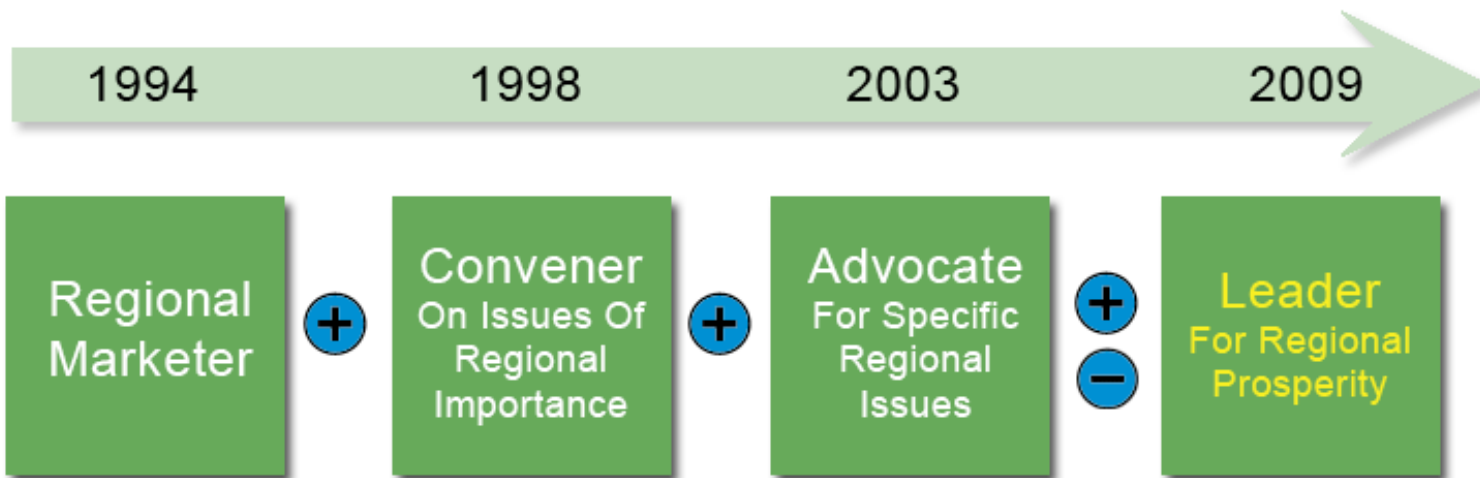 1994 1998 2003 2009
Regional
Marketer
+
Convener
On Issues Of
Regional
Importance
+
Advocate
For Specific
Regional
Issues
+
−
Leader
For Regional
Prosperity